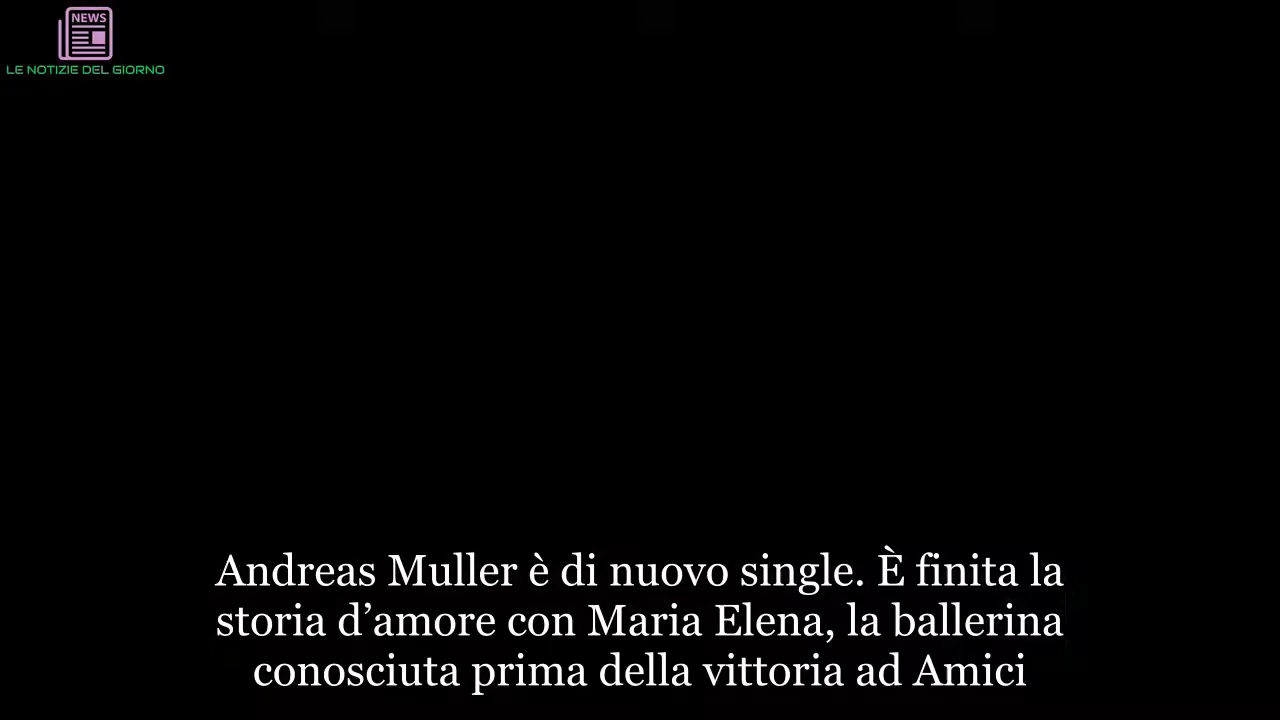 NEWS
LE NOTIZIE DEL GIORNO
Andreas Muller è di nuovo single. È finita la
storia d’amore con Maria Elena, la ballerina
conosciuta prima della vittoria ad Amici